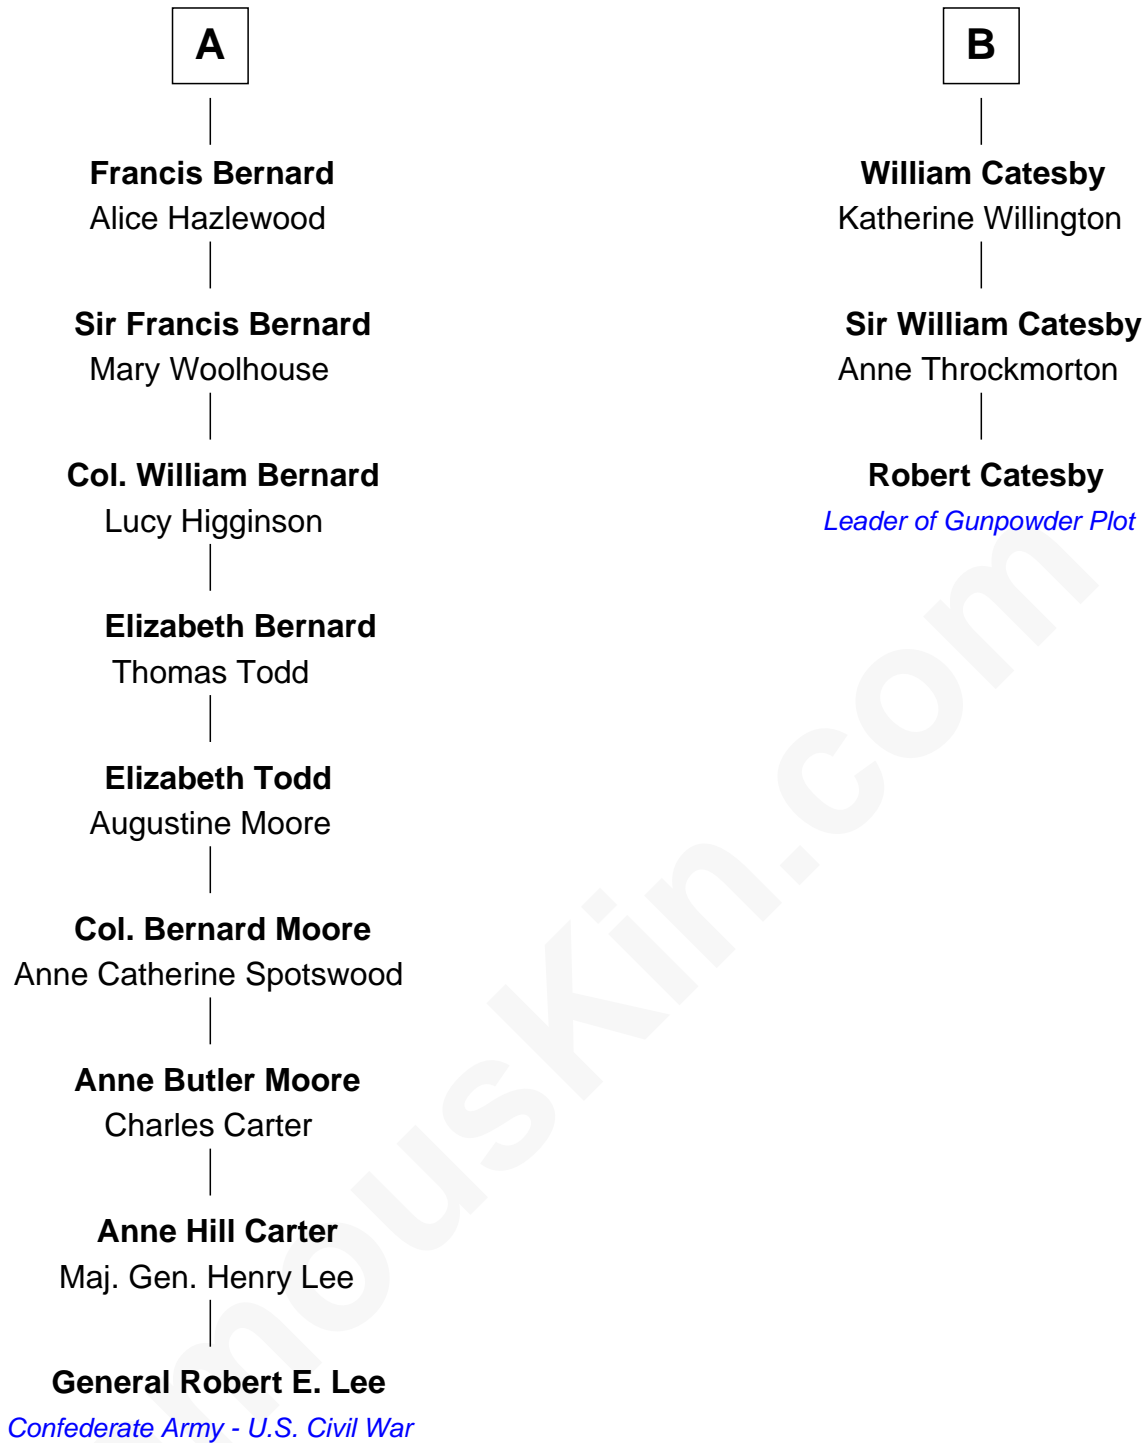 A
Francis Bernard
Alice Hazlewood
Sir Francis Bernard
Mary Woolhouse
Col. William Bernard
Lucy Higginson
Elizabeth Bernard
Thomas Todd
Elizabeth Todd
Augustine Moore
Col. Bernard Moore
Anne Catherine Spotswood
Anne Butler Moore
Charles Carter
Anne Hill Carter
Maj. Gen. Henry Lee
General Robert E. Lee
Confederate Army - U.S. Civil War
B
William Catesby
Katherine Willington
Sir William Catesby
Anne Throckmorton
Robert Catesby
Leader of Gunpowder Plot
mousKin.com